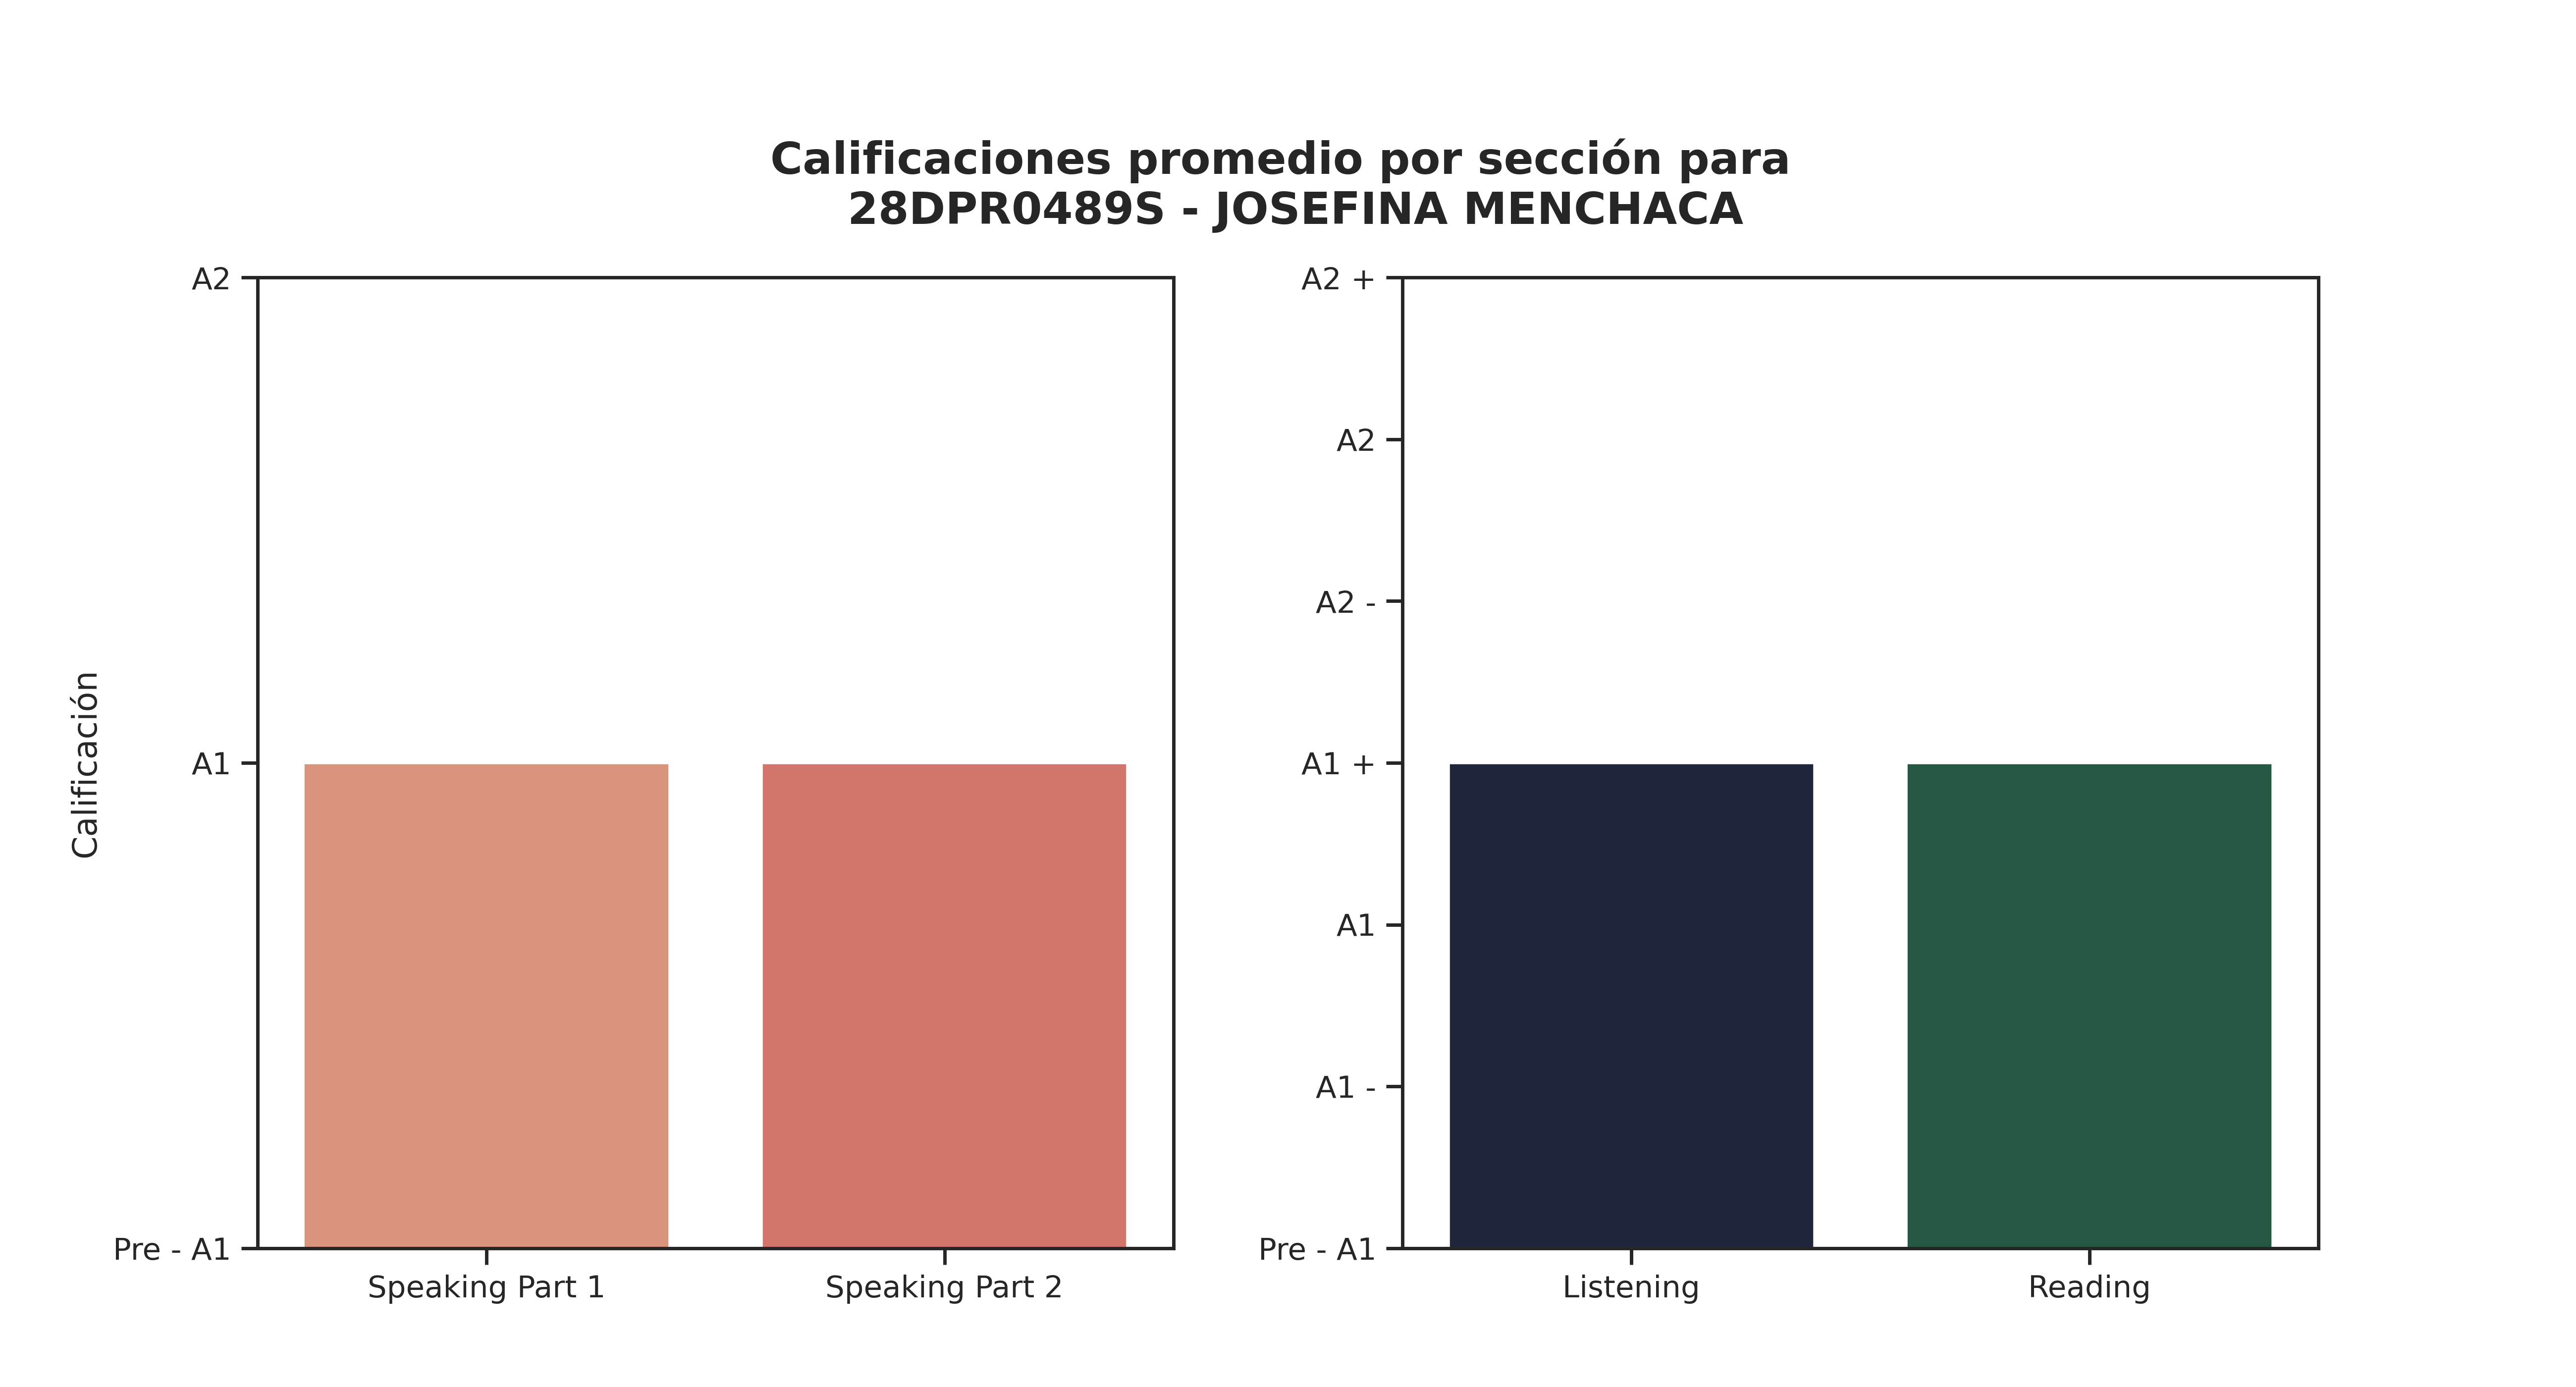 Calificaciones promedio por sección para
28DPR0489S - JOSEFINA MENCHACA
Calificación
A2
A1
Pre - A1
Speaking Part 1
Speaking Part 2
A2 +
A2
A2 -
A1 +
A1
A1 -
Pre - A1
Listening
Reading